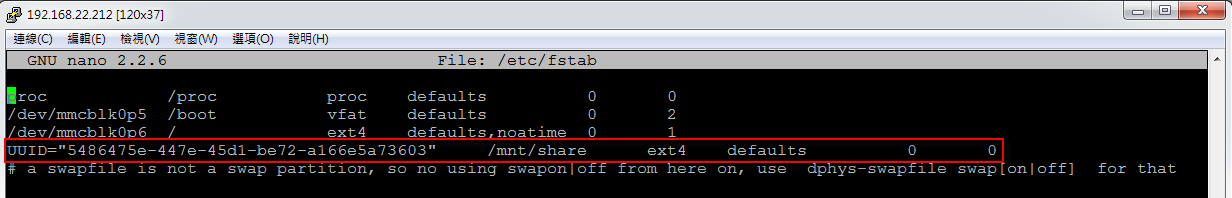 192.168.22.212 [120x37]
連線(C) 編輯(E) 檢視(V) 視窗(W) 選項(O) 說明(H)
GNU nano 2.2.6 File: /etc/fstab
proc /proc proc defaults 0 0
/dev/mmcblk0p5 /boot vfat defaults 0 2
/dev/mmcblk0p6 / ext4 defaults,noatime 0 1
UUID="5486475e-447e-45d1-be72-a166e5a73603" /mnt/share ext4 defaults 0 0
# a swapfile is not a swap partition, so no using swapon|off from here on, use dphys-swapfile swap[on|off] for that